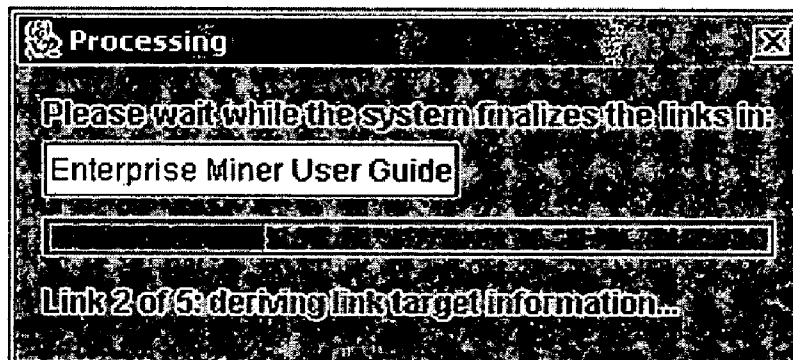 Processing
Please wait while the system finalizes the links in:
Enterprise Miner User Guide
Link 2 of 5: deriving link target information...